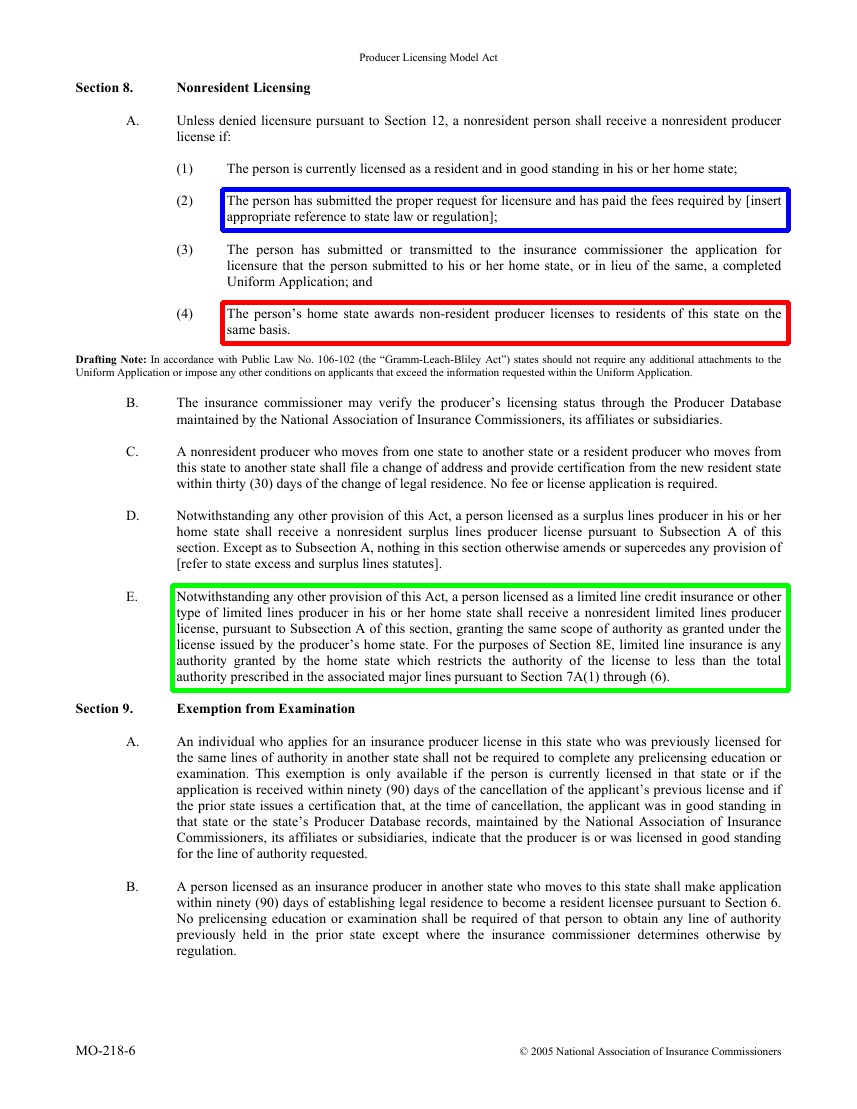 Producer Licensing Model Act
Section 8. Nonresident Licensing
A. Unless denied licensure pursuant to Section 12, a nonresident person shall receive a nonresident producer
license if:
(1) The person is currently licensed as a resident and in good standing in his or her home state;
(2) The person has submitted the proper request for licensure and has paid the fees required by [insert
appropriate reference to state law or regulation];
(3) The person has submitted or transmitted to the insurance commissioner the application for
licensure that the person submitted to his or her home state, or in lieu of the same, a completed
Uniform Application; and
(4) The person’s home state awards non-resident producer licenses to residents of this state on the
same basis.
Drafting Note: In accordance with Public Law No. 106-102 (the “Gramm-Leach-Bliley Act”) states should not require any additional attachments to the
Uniform Application or impose any other conditions on applicants that exceed the information requested within the Uniform Application.
B. The insurance commissioner may verify the producer’s licensing status through the Producer Database
maintained by the National Association of Insurance Commissioners, its affiliates or subsidiaries.
C. A nonresident producer who moves from one state to another state or a resident producer who moves from
this state to another state shall file a change of address and provide certification from the new resident state
within thirty (30) days of the change of legal residence. No fee or license application is required.
D. Notwithstanding any other provision of this Act, a person licensed as a surplus lines producer in his or her
home state shall receive a nonresident surplus lines producer license pursuant to Subsection A of this
section. Except as to Subsection A, nothing in this section otherwise amends or supercedes any provision of
[refer to state excess and surplus lines statutes].
E. Notwithstanding any other provision of this Act, a person licensed as a limited line credit insurance or other
type of limited lines producer in his or her home state shall receive a nonresident limited lines producer
license, pursuant to Subsection A of this section, granting the same scope of authority as granted under the
license issued by the producer’s home state. For the purposes of Section 8E, limited line insurance is any
authority granted by the home state which restricts the authority of the license to less than the total
authority prescribed in the associated major lines pursuant to Section 7A(1) through (6).
Section 9. Exemption from Examination
A. An individual who applies for an insurance producer license in this state who was previously licensed for
the same lines of authority in another state shall not be required to complete any prelicensing education or
examination. This exemption is only available if the person is currently licensed in that state or if the
application is received within ninety (90) days of the cancellation of the applicant’s previous license and if
the prior state issues a certification that, at the time of cancellation, the applicant was in good standing in
that state or the state’s Producer Database records, maintained by the National Association of Insurance
Commissioners, its affiliates or subsidiaries, indicate that the producer is or was licensed in good standing
for the line of authority requested.
B. A person licensed as an insurance producer in another state who moves to this state shall make application
within ninety (90) days of establishing legal residence to become a resident licensee pursuant to Section 6.
No prelicensing education or examination shall be required of that person to obtain any line of authority
previously held in the prior state except where the insurance commissioner determines otherwise by
regulation.
MO-218-6 © 2005 National Association of Insurance Commissioners